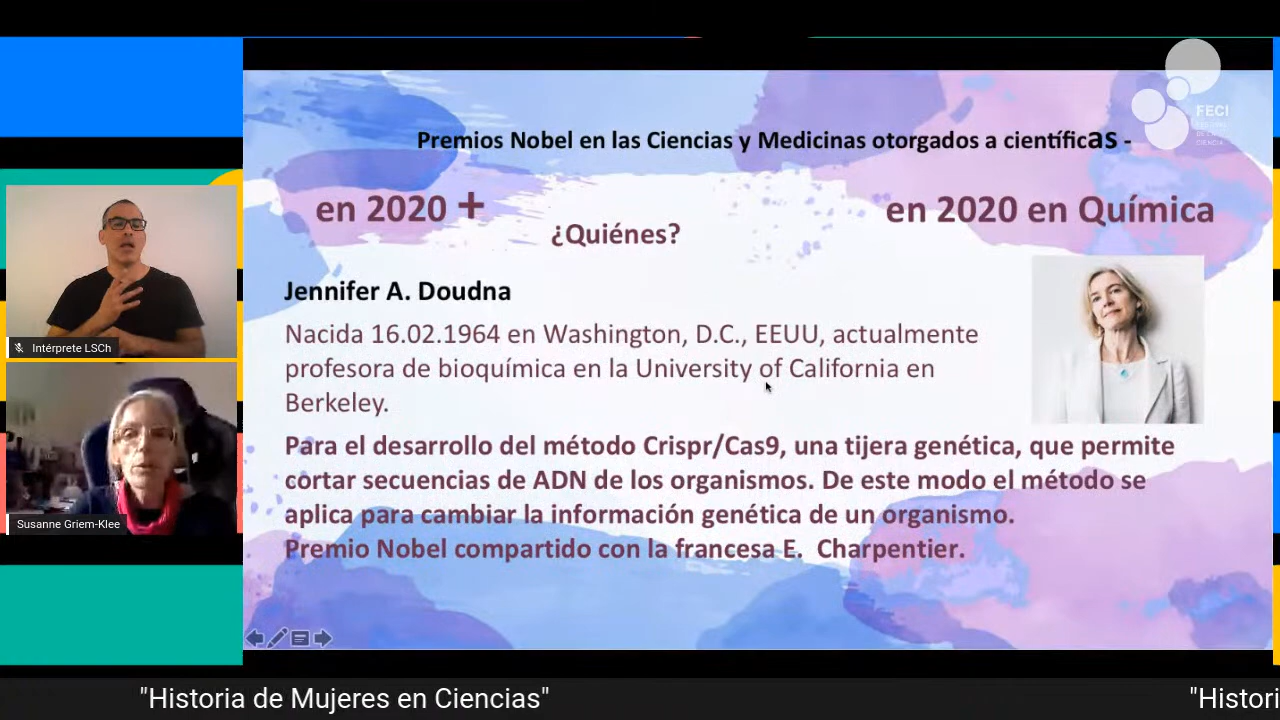 FECI
Premios Nobel en las Ciencias y Medicinas otorgados a científicas -
en 2020 +
en 2020 en Química
¿Quiénes?
Jennifer A. Doudna
Nacida 16.02.1964 en Washington, D.C., EEUU, actualmente
profesora de bioquímica en la University of California en
Berkeley.
Para el desarrollo del método Crispr/Cas9, una tijera genética, que permite
cortar secuencias de ADN de los organismos. De este modo el método se
aplica para cambiar la información genética de un organismo.
Premio Nobel compartido con la francesa E. Charpentier.
Intérprete LSCh
Susanne Griem-Klee
"Historia de Mujeres en Ciencias"
"Histori